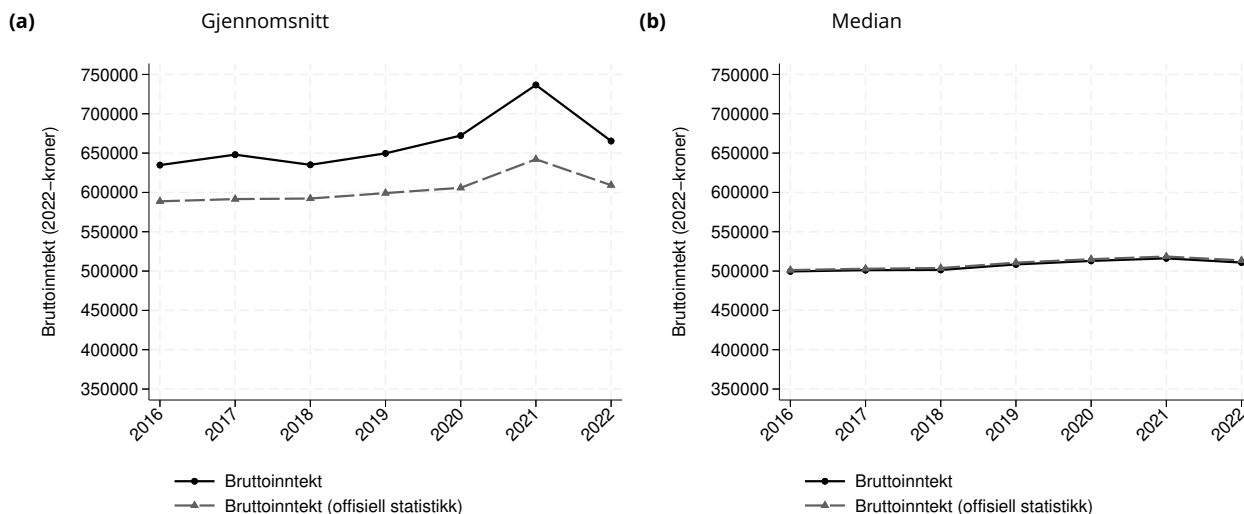 (a) Gjennomsnitt
Bruttoinntekt (2022–kroner)
750000
700000
650000
600000
550000
500000
450000
400000
350000
2016 2017 2018 2019 2020 2021 2022
Bruttoinntekt
Bruttoinntekt (offisiell statistikk)
(b) Median
Bruttoinntekt (2022–kroner)
750000
700000
650000
600000
550000
500000
450000
400000
350000
2016 2017 2018 2019 2020 2021 2022
Bruttoinntekt
Bruttoinntekt (offisiell statistikk)